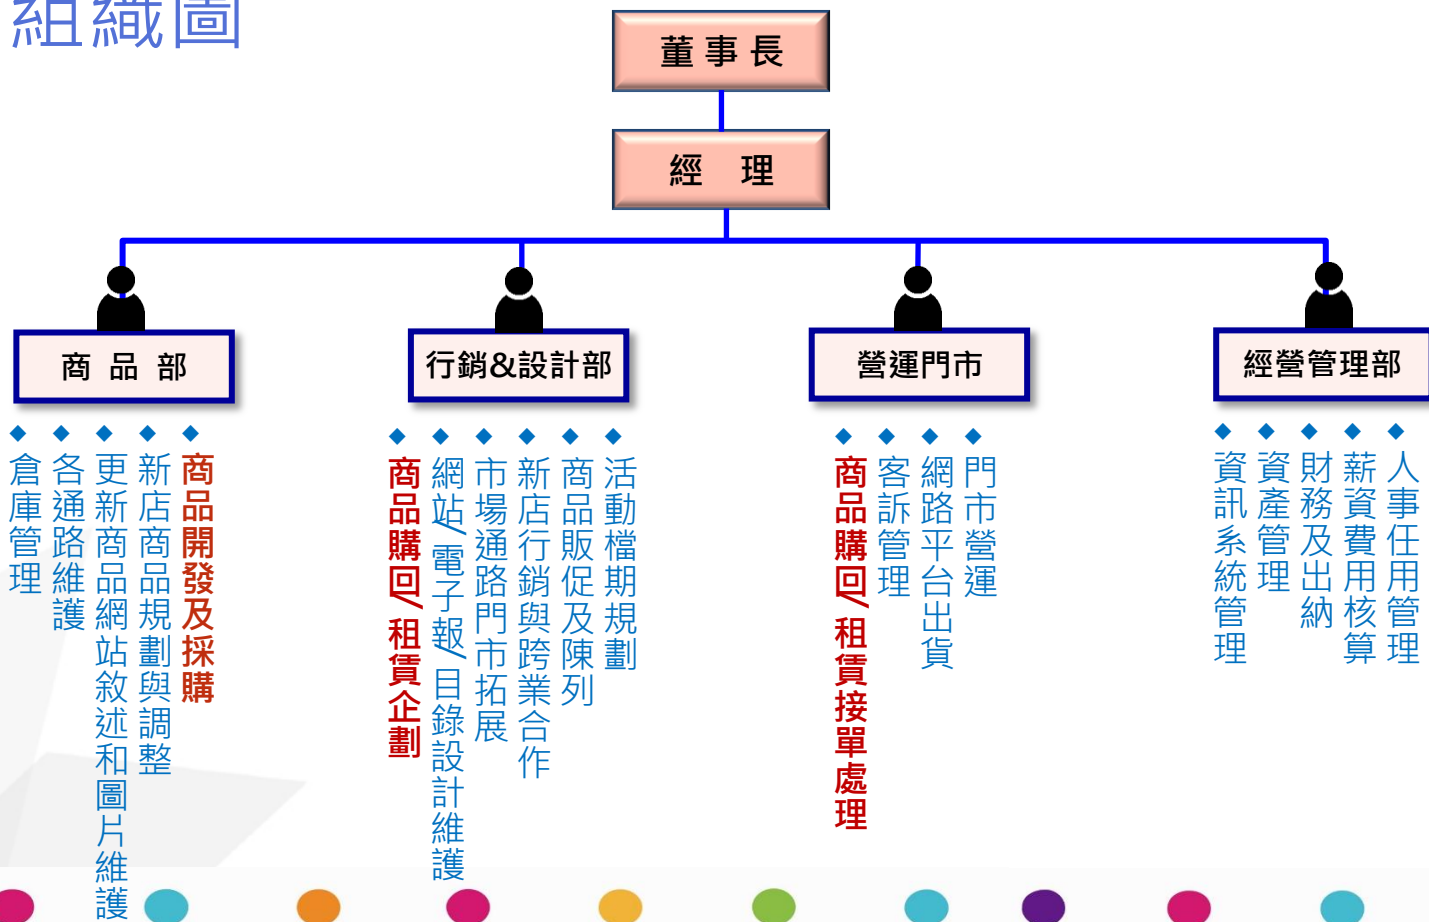 組織圖
董事長
經 理
商 品 部
行銷&設計部
營運門市
經營管理部
◆商品開發及採購
◆新店商品規劃與調整
◆更新商品網站敘述和圖片維護
◆各通路維護
◆倉庫管理
◆活動檔期規劃
◆商品販促及陳列
◆新店行銷與跨業合作
◆市場通路門市拓展
◆網站/電子報/目錄設計維護
◆商品購回/租賃企劃
◆門市營運
◆網路平台出貨
◆客訴管理
◆商品購回/租賃接單處理
◆人事任用管理
◆薪資費用核算
◆財務及出納
◆資產管理
◆資訊系統管理